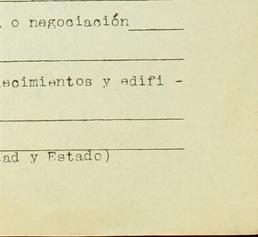 o negociación
ecimientos y edifi -
ad y Estado)